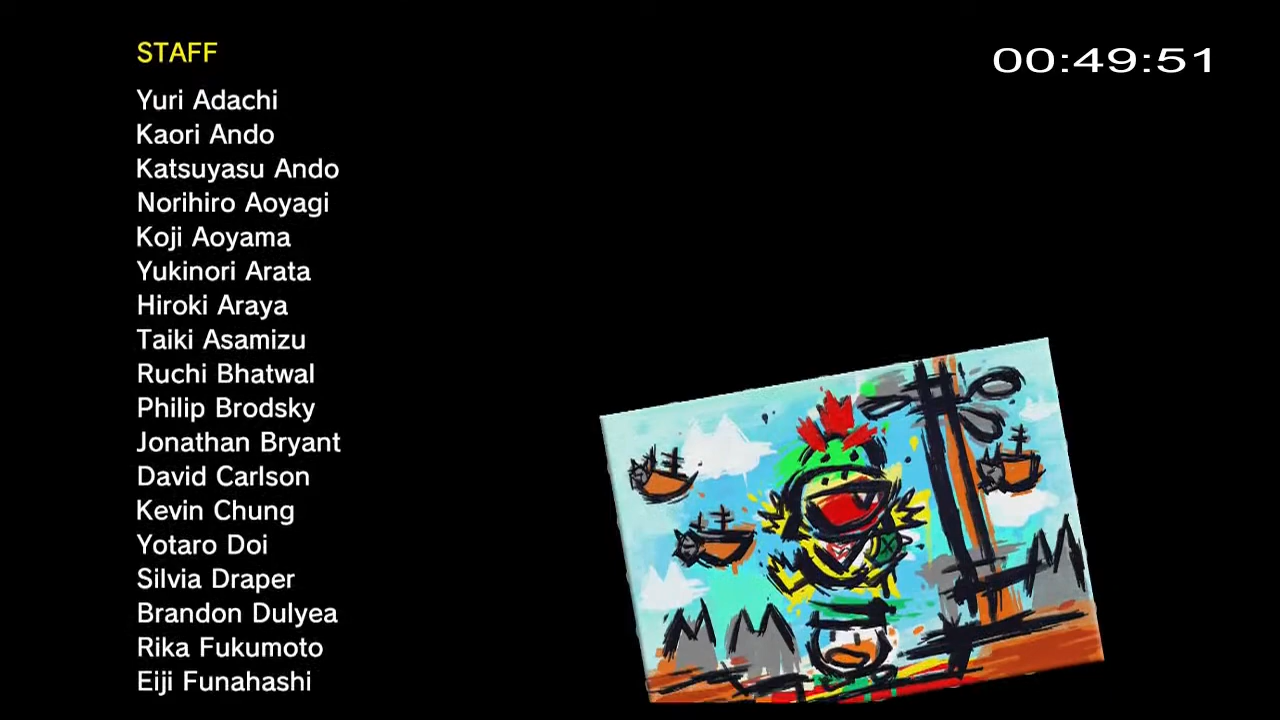 STAFF
00:49:51
Yuri Adachi
Kaori Ando
Katsuyasu Ando
Norihiro Aoyagi
Koji Aoyama
Yukinori Arata
Hiroki Araya
Taiki Asamizu
Ruchi Bhatwal
Philip Brodsky
Jonathan Bryant
David Carlson
Kevin Chung
Yotaro Doi
Silvia Draper
Brandon Dulyea
Rika Fukumoto
Eiji Funahashi